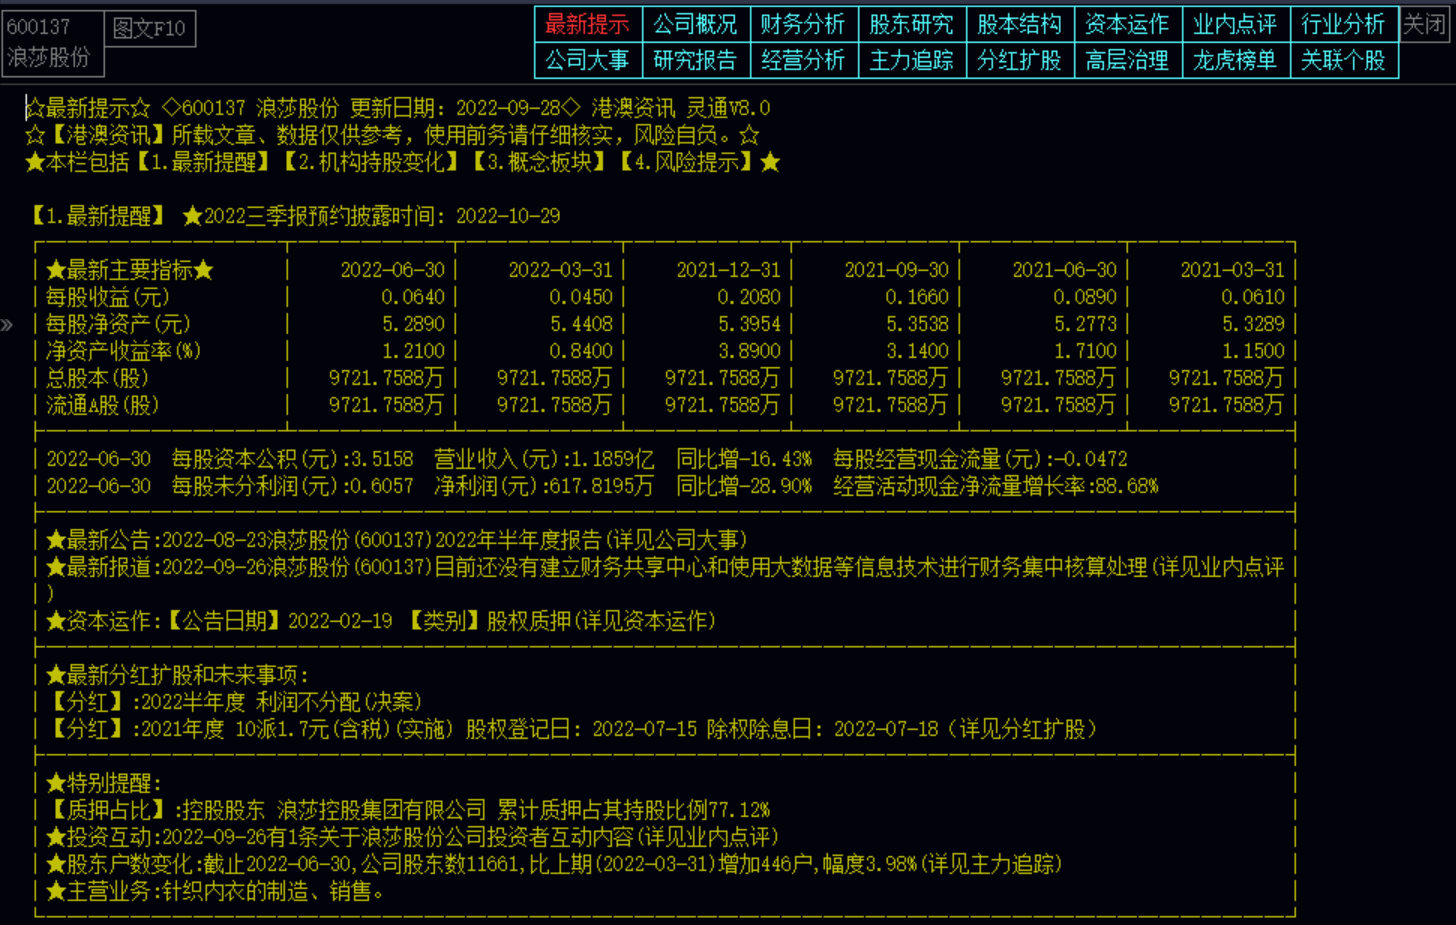 600137 图文F10
浪莎股份
最新提示 公司概况 财务分析 股东研究 股本结构 资本运作 业内点评 行业分析 关闭
公司大事 研究报告 经营分析 主力追踪 分红扩股 高层治理 龙虎榜单 关联个股
☆最新提示☆ ◇600137 浪莎股份 更新日期: 2022-09-28◇ 港澳资讯 灵通V8.0
☆【港澳资讯】所载文章、数据仅供参考，使用前务请仔细核实，风险自负。☆
★本栏包括【1.最新提醒】【2.机构持股变化】【3.概念板块】【4.风险提示】★
【1.最新提醒】 ★2022三季报预约披露时间: 2022-10-29
★最新主要指标★ 2022-06-30 2022-03-31 2021-12-31 2021-09-30 2021-06-30 2021-03-31
每股收益(元) 0.0640 0.0450 0.2080 0.1660 0.0890 0.0610
每股净资产(元) 5.2890 5.4408 5.3954 5.3538 5.2773 5.3289
净资产收益率(%) 1.2100 0.8400 3.8900 3.1400 1.7100 1.1500
总股本(股) 9721.7588万 9721.7588万 9721.7588万 9721.7588万 9721.7588万 9721.7588万
流通A股(股) 9721.7588万 9721.7588万 9721.7588万 9721.7588万 9721.7588万 9721.7588万
2022-06-30 每股资本公积(元):3.5158 营业收入(元):1.1859亿 同比增-16.43% 每股经营现金流量(元):-0.0472
2022-06-30 每股未分利润(元):0.6057 净利润(元):617.8195万 同比增-28.90% 经营活动现金净流量增长率:88.68%
★最新公告:2022-08-23浪莎股份(600137)2022年半年度报告(详见公司大事)
★最新报道:2022-09-26浪莎股份(600137)目前还没有建立财务共享中心和使用大数据等信息技术进行财务集中核算处理(详见业内点评
)
★资本运作:【公告日期】2022-02-19 【类别】股权质押(详见资本运作)
★最新分红扩股和未来事项:
【分红】:2022半年度 利润不分配(决案)
【分红】:2021年度 10派1.7元(含税)(实施) 股权登记日: 2022-07-15 除权除息日: 2022-07-18（详见分红扩股）
★特别提醒:
【质押占比】:控股股东 浪莎控股集团有限公司 累计质押占其持股比例77.12%
★投资互动:2022-09-26有1条关于浪莎股份公司投资者互动内容(详见业内点评)
★股东户数变化:截止2022-06-30,公司股东数11661,比上期(2022-03-31)增加446户,幅度3.98%(详见主力追踪)
★主营业务:针织内衣的制造、销售。